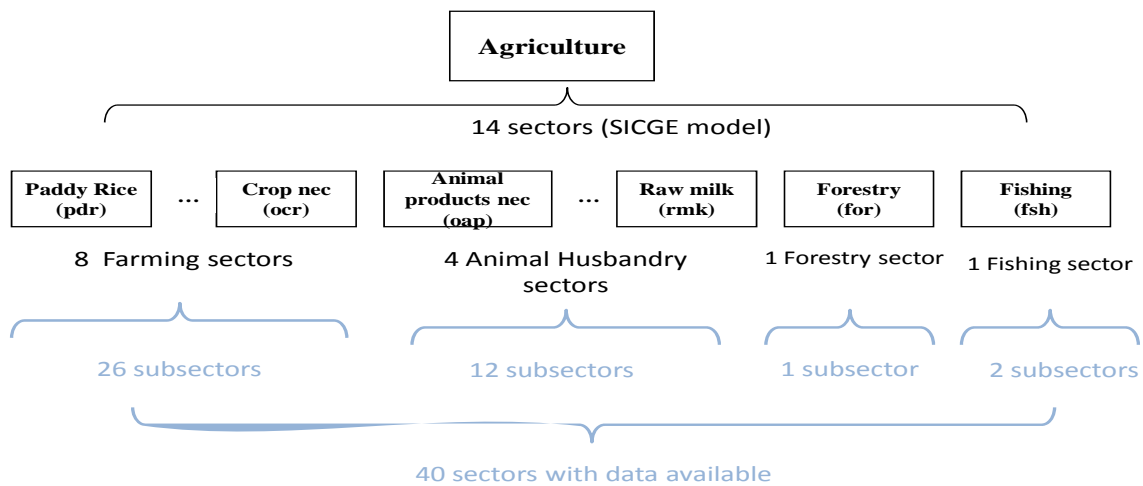 Agriculture
14 sectors (SICGE model)
Paddy Rice
(pdr)
...
Crop nec
(ocr)
Animal
products nec
(oap)
...
Raw milk
(rmk)
Forestry
(for)
Fishing
(fsh)
8 Farming sectors
4 Animal Husbandry
sectors
1 Forestry sector
1 Fishing sector
26 subsectors
12 subsectors
1 subsector
2 subsectors
40 sectors with data available